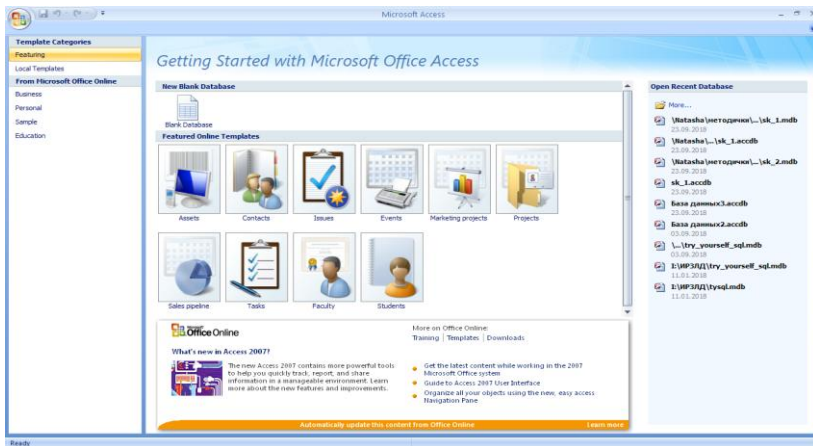 Microsoft Access
Template Categories
Featuring
Local Templates
From Microsoft Office Online
Business
Personal
Sample
Education
Getting Started with Microsoft Office Access
New Blank Database
Blank Database
Featured Online Templates
Assets
Contacts
Issues
Events
Marketing projects
Projects
Sales pipeline
Tasks
Faculty
Students
Microsoft
Office Online
More on Office Online:
Training | Templates | Downloads
What's new in Access 2007?
The new Access 2007 contains more powerful tools
to help you quickly track, report, and share
information in a manageable environment. Learn
more about the new features and improvements.
Get the latest content while working in the 2007
Microsoft Office system
Guide to Access 2007 User Interface
Organize all your objects using the new, easy access
Navigation Pane
Automatically update this content from Office Online
Learn more
Open Recent Database
More...
\Natasha\методички\...\sk_1.mdb
23.09.2018
\Natasha\...\sk_1.accdb
23.09.2018
\Natasha\методички\...\sk_2.mdb
23.09.2018
sk_1.accdb
23.09.2018
База данных3.accdb
23.09.2018
База данных2.accdb
03.09.2018
\...\try_yourself_sql.mdb
03.09.2018
I:\ИРЗЛД\try_yourself_sql.mdb
11.01.2018
I:\ИРЗЛД\tysql.mdb
11.01.2018
Ready